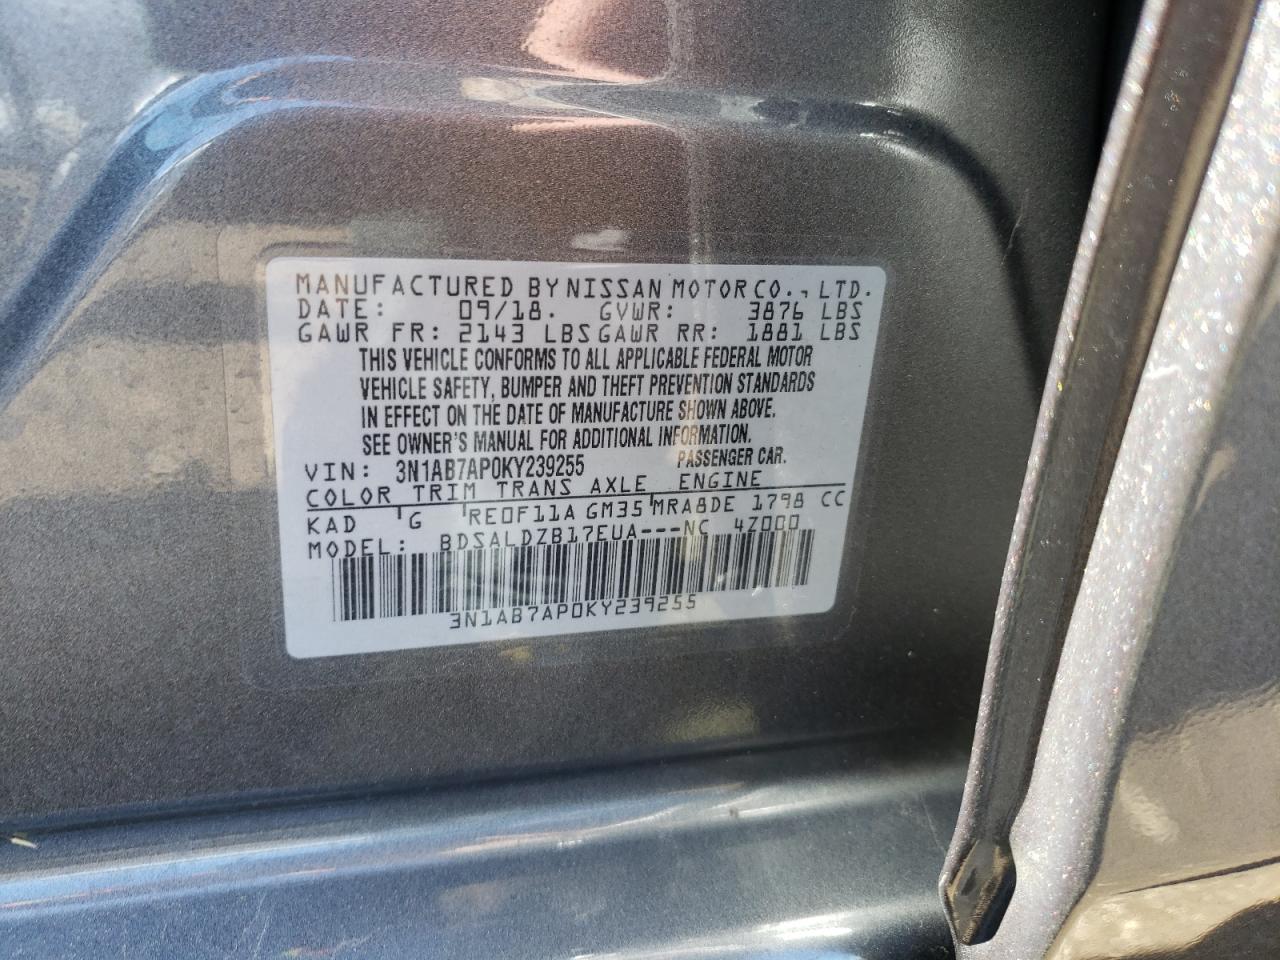 MANUFACTURED BY NISSAN MOTOR CO., LTD.
DATE: 09/18. GVWR: 3876 LBS
GAWR FR: 2143 LBS GAWR RR: 1881 LBS
THIS VEHICLE CONFORMS TO ALL APPLICABLE FEDERAL MOTOR
VEHICLE SAFETY, BUMPER AND THEFT PREVENTION STANDARDS
IN EFFECT ON THE DATE OF MANUFACTURE SHOWN ABOVE.
SEE OWNER'S MANUAL FOR ADDITIONAL INFORMATION.
VIN: 3N1AB7AP0KY239255 PASSENGER CAR.
COLOR TRIM TRANS AXLE ENGINE
KAD G RE0F11A GM35 MRA8DE 1798 CC
MODEL: BDSALDZB17EUA---NC 4Z000
3N1AB7AP0KY239255